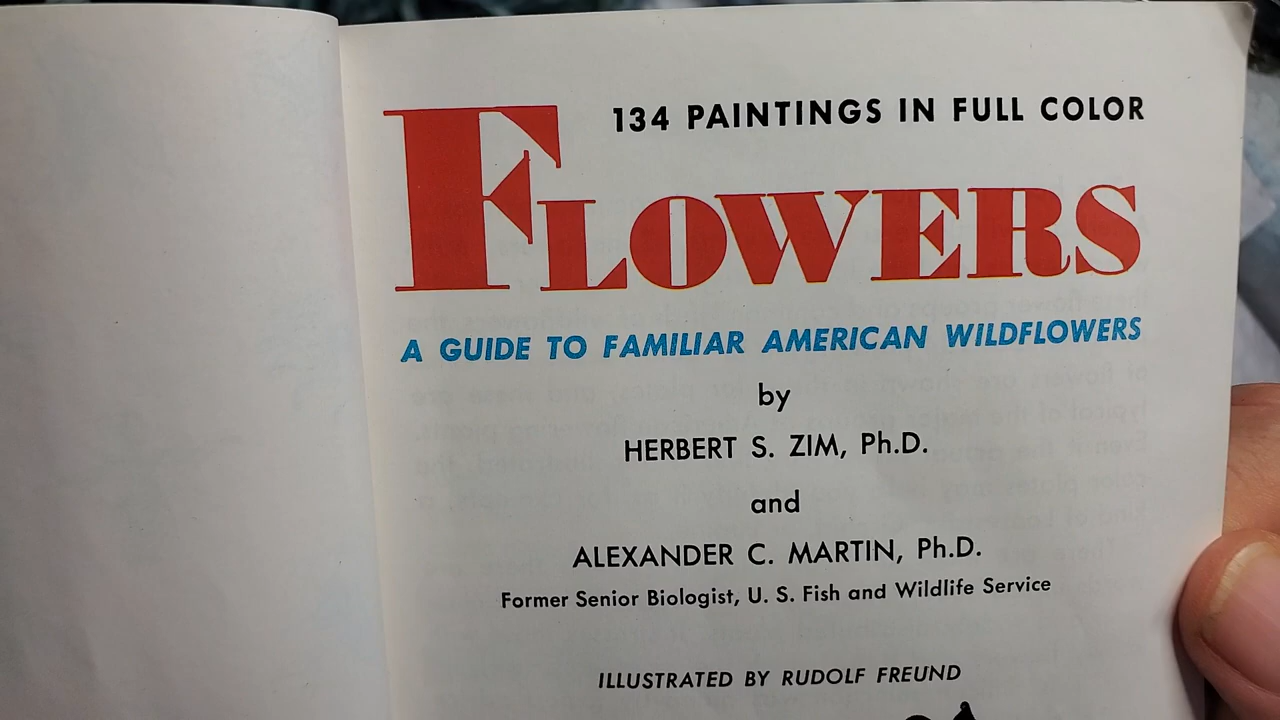 134 PAINTINGS IN FULL COLOR
FLOWERS
A GUIDE TO FAMILIAR AMERICAN WILDFLOWERS
by
HERBERT S. ZIM, Ph.D.
and
ALEXANDER C. MARTIN, Ph.D.
Former Senior Biologist, U. S. Fish and Wildlife Service
ILLUSTRATED BY RUDOLF FREUND